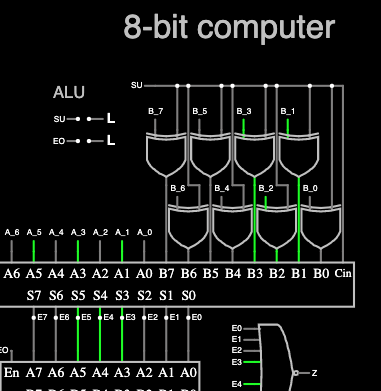 8-bit computer
ALU
SU L
EO L
SU
B_7 B_5 B_3 B_1
B_6 B_4 B_2 B_0
A_6 A_5 A_4 A_3 A_2 A_1 A_0
A6 A5 A4 A3 A2 A1 A0 B7 B6 B5 B4 B3 B2 B1 B0 Cin
S7 S6 S5 S4 S3 S2 S1 S0
E7 E6 E5 E4 E3 E2 E1 E0
E0
E1
E2
E3
Z
E4
EO
En A7 A6 A5 A4 A3 A2 A1 A0